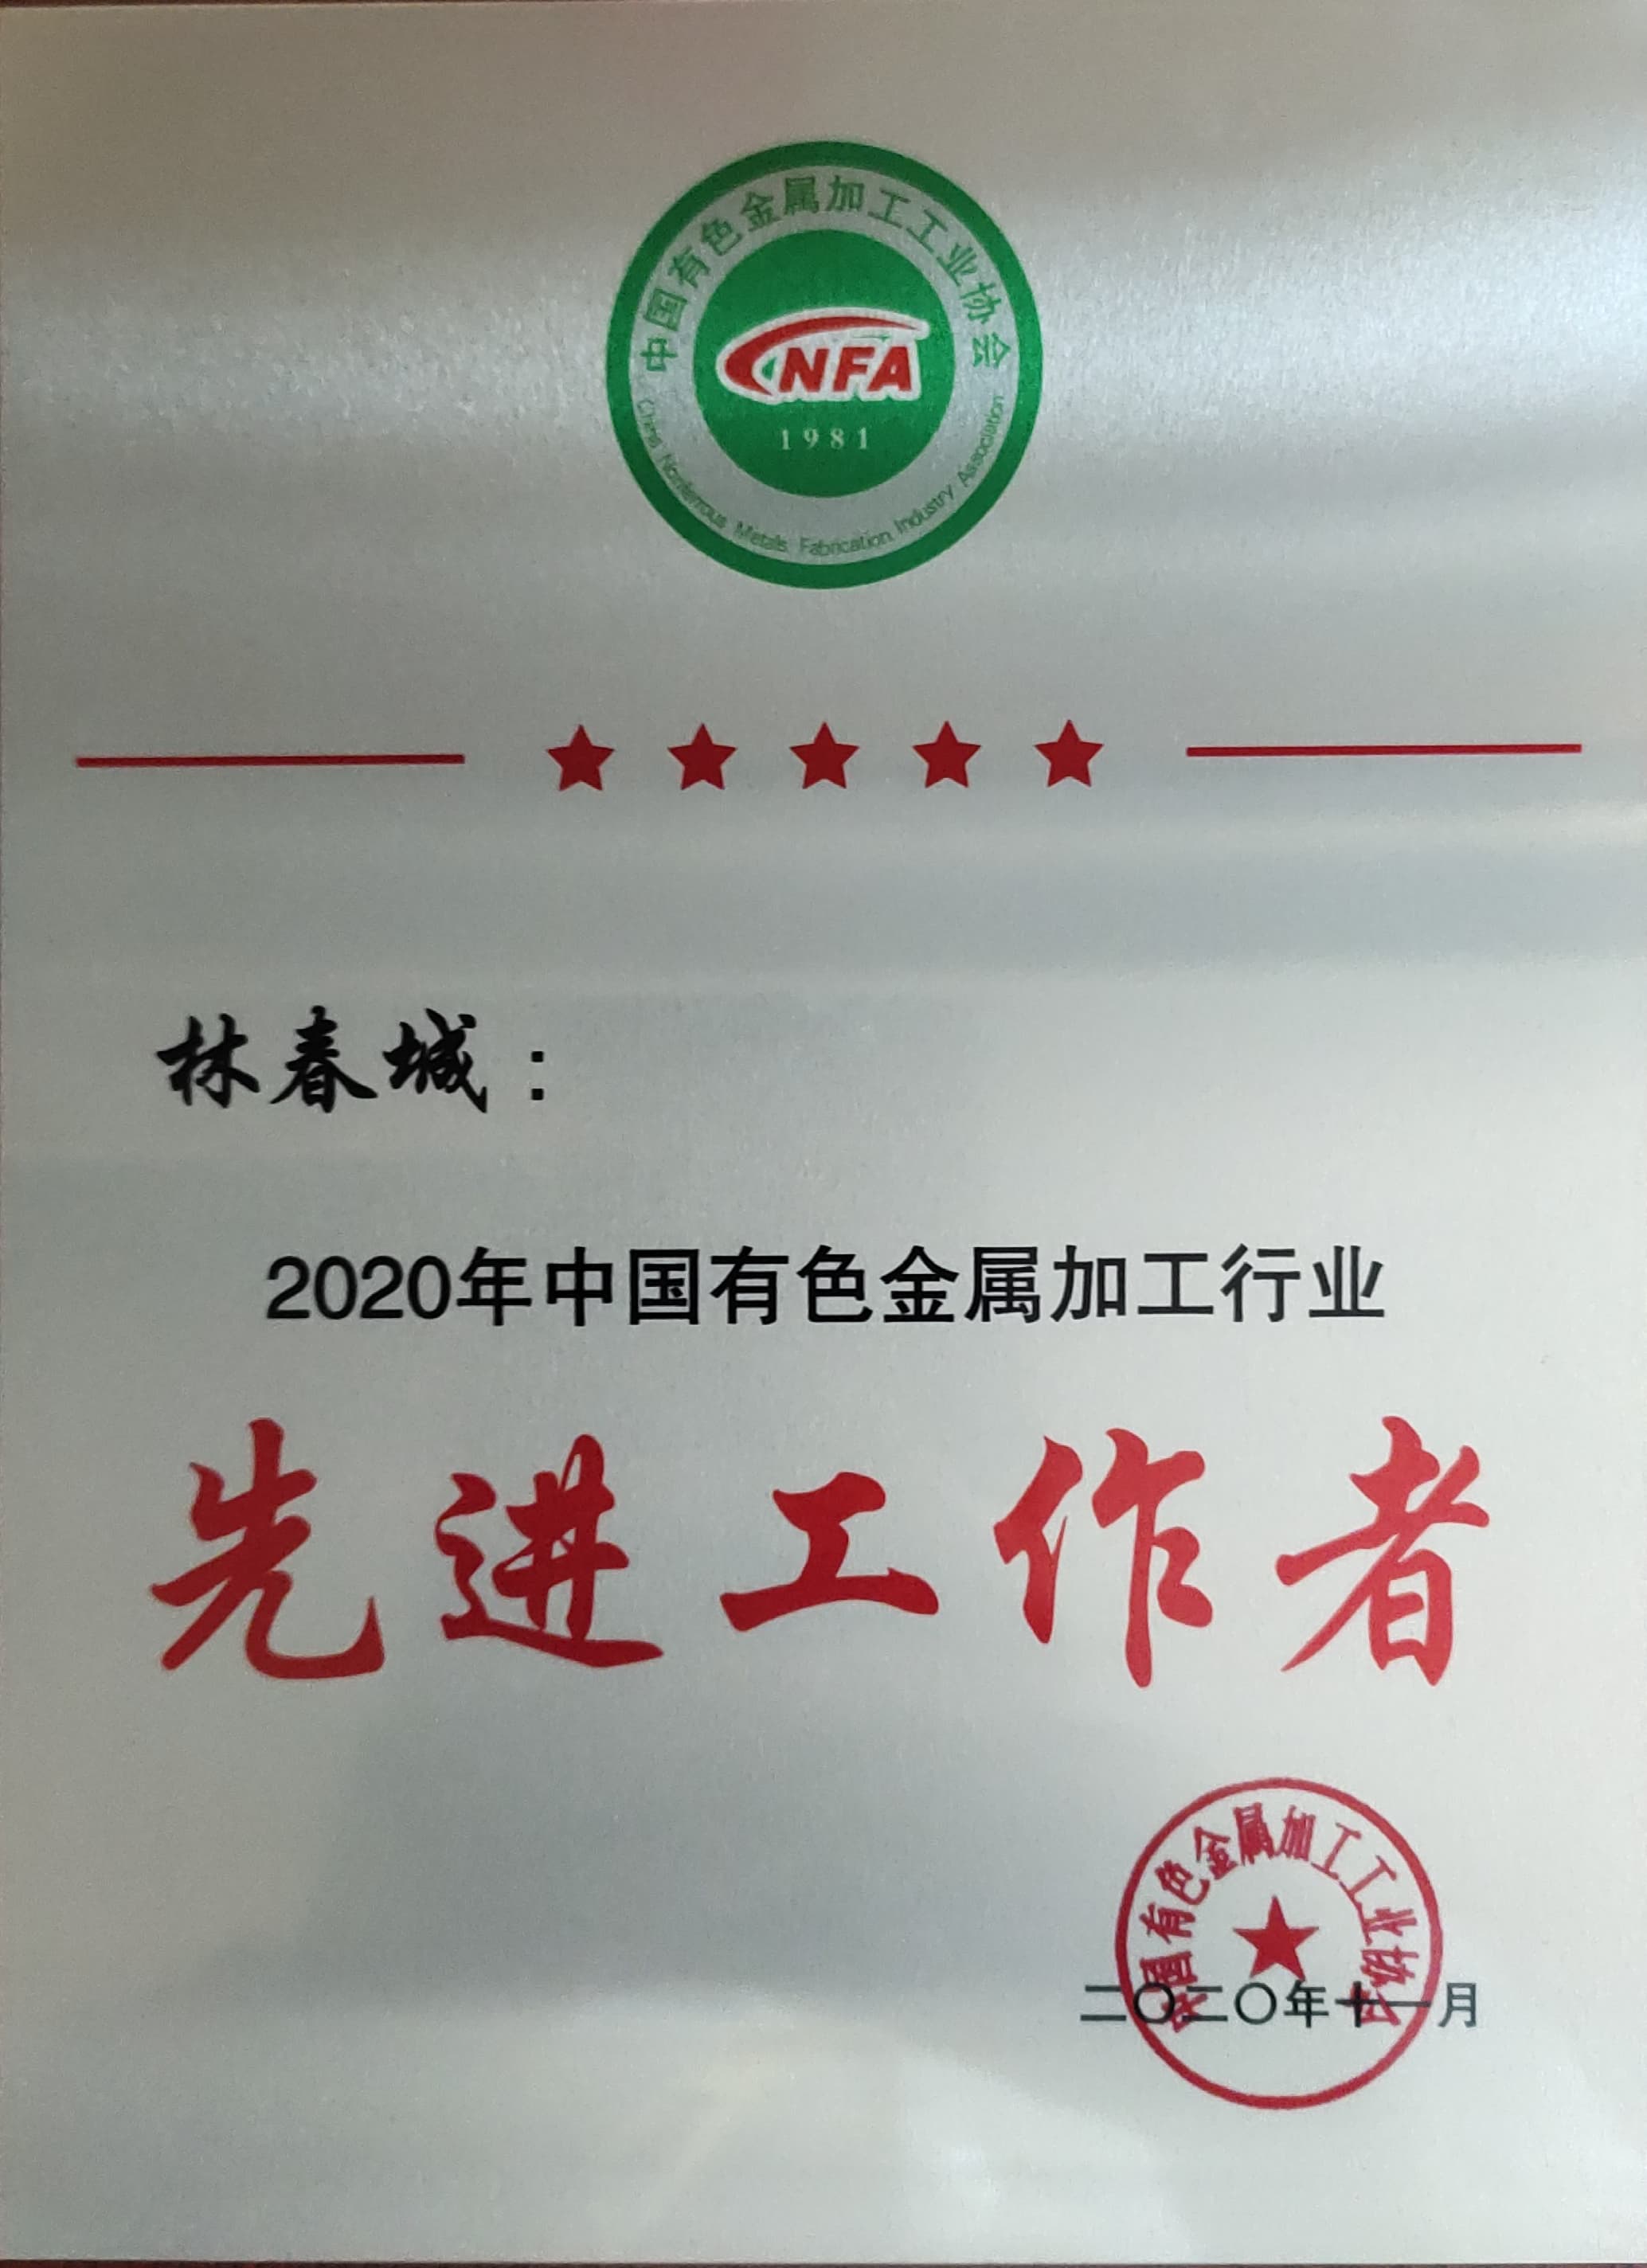 中国有色金属加工工业协会
CNFA
1981
China Nonferrous Metals Fabrication Industry Association
林春城：
2020年中国有色金属加工行业
先进工作者
中国有色金属加工工业协会
二〇二〇年十一月